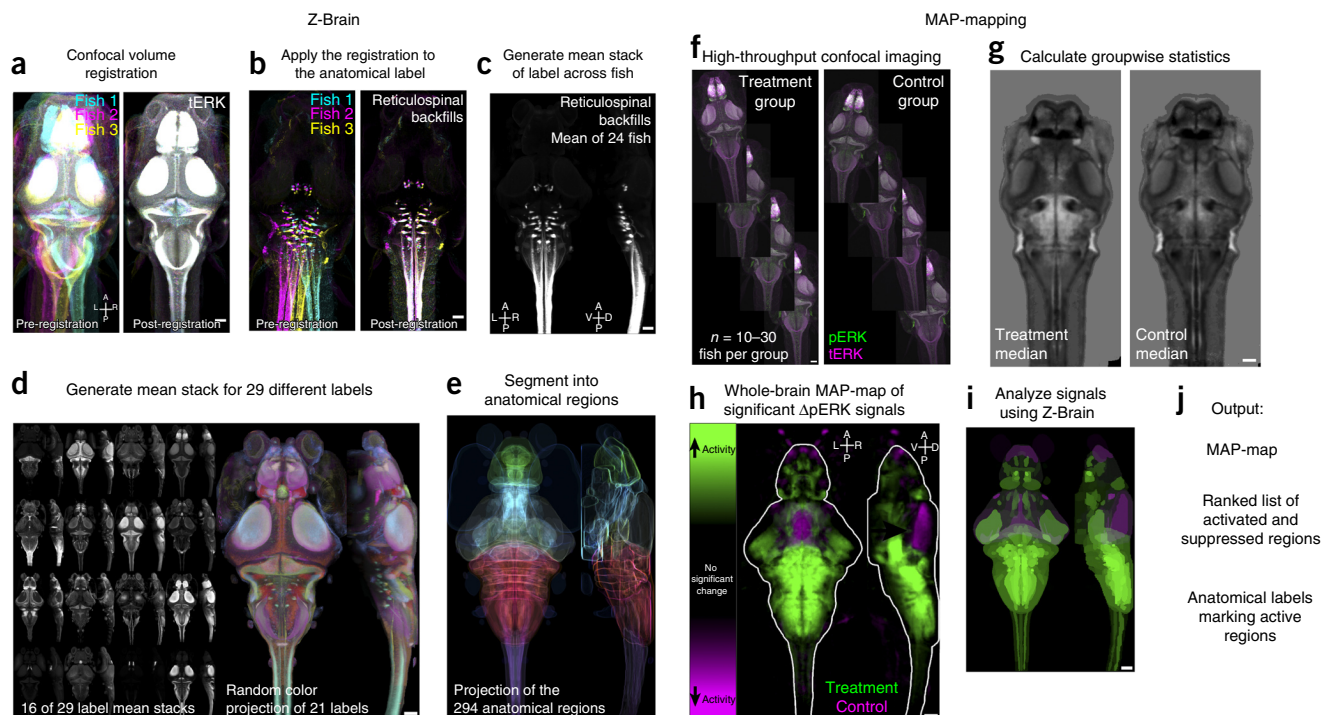 Z-Brain
MAP-mapping
a
Confocal volume
registration
Fish 1
Fish 2
Fish 3
tERK
A
L R
P
Pre-registration
Post-registration
b
Apply the registration to
the anatomical label
Fish 1
Fish 2
Fish 3
Reticulospinal
backfills
Pre-registration
Post-registration
c
Generate mean stack
of label across fish
Reticulospinal
backfills
Mean of 24 fish
A
L R
P
A
V D
P
d
Generate mean stack for 29 different labels
16 of 29 label mean stacks
Random color
projection of 21 labels
e
Segment into
anatomical regions
Projection of the
294 anatomical regions
f
High-throughput confocal imaging
Treatment
group
Control
group
n = 10–30
fish per group
pERK
tERK
g
Calculate groupwise statistics
Treatment
median
Control
median
h
Whole-brain MAP-map of
significant ΔpERK signals
Activity
No
significant
change
Activity
A
L R
P
A
V D
P
Treatment
Control
i
Analyze signals
using Z-Brain
j
Output:
MAP-map
Ranked list of
activated and
suppressed regions
Anatomical labels
marking active
regions